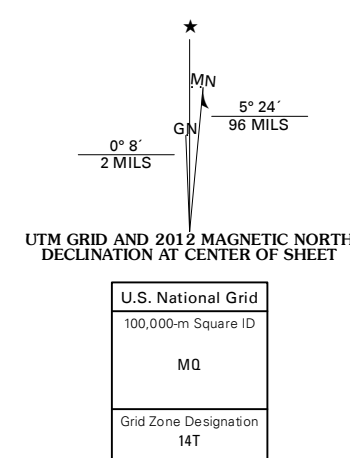 ★
MN
GN
5° 24´
96 MILS
0° 8´
2 MILS
UTM GRID AND 2012 MAGNETIC NORTH
DECLINATION AT CENTER OF SHEET
U.S. National Grid
100,000-m Square ID
MQ
Grid Zone Designation
14T